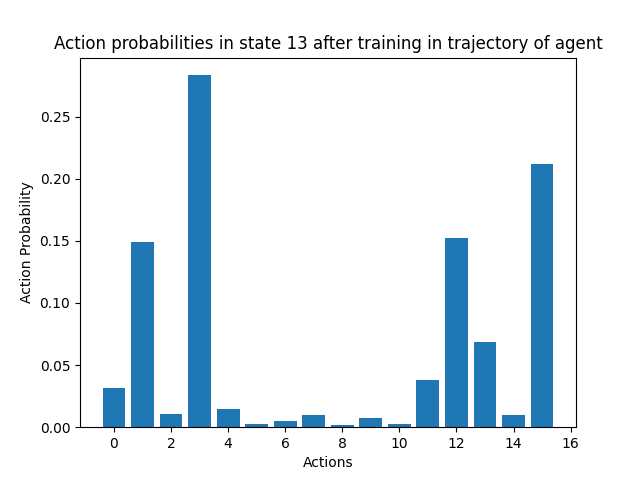 Action probabilities in state 13 after training in trajectory of agent
0.25
0.20
0.15
0.10
0.05
0.00
Action Probability
0 2 4 6 8 10 12 14 16
Actions